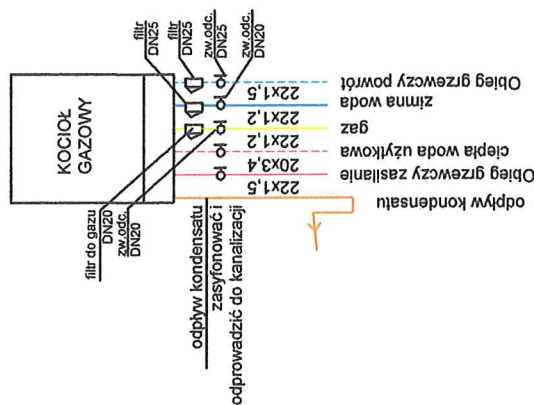 KOCIOŁ
GAZOWY
filtr
DN25
filtr
DN25
zw.odc.
DN25
zw.odc.
DN20
filtr do gazu
DN20
zw.odc.
DN20
odpływ kondensatu
zasyfonować i
odprowadzić do kanalizacji
22x1,5
22x1,2
22x1,2
20x3,4
22x1,5
Obieg grzewczy powrót
zimna woda
gaz
ciepła woda użytkowa
Obieg grzewczy zasilanie
odpływ kondensatu